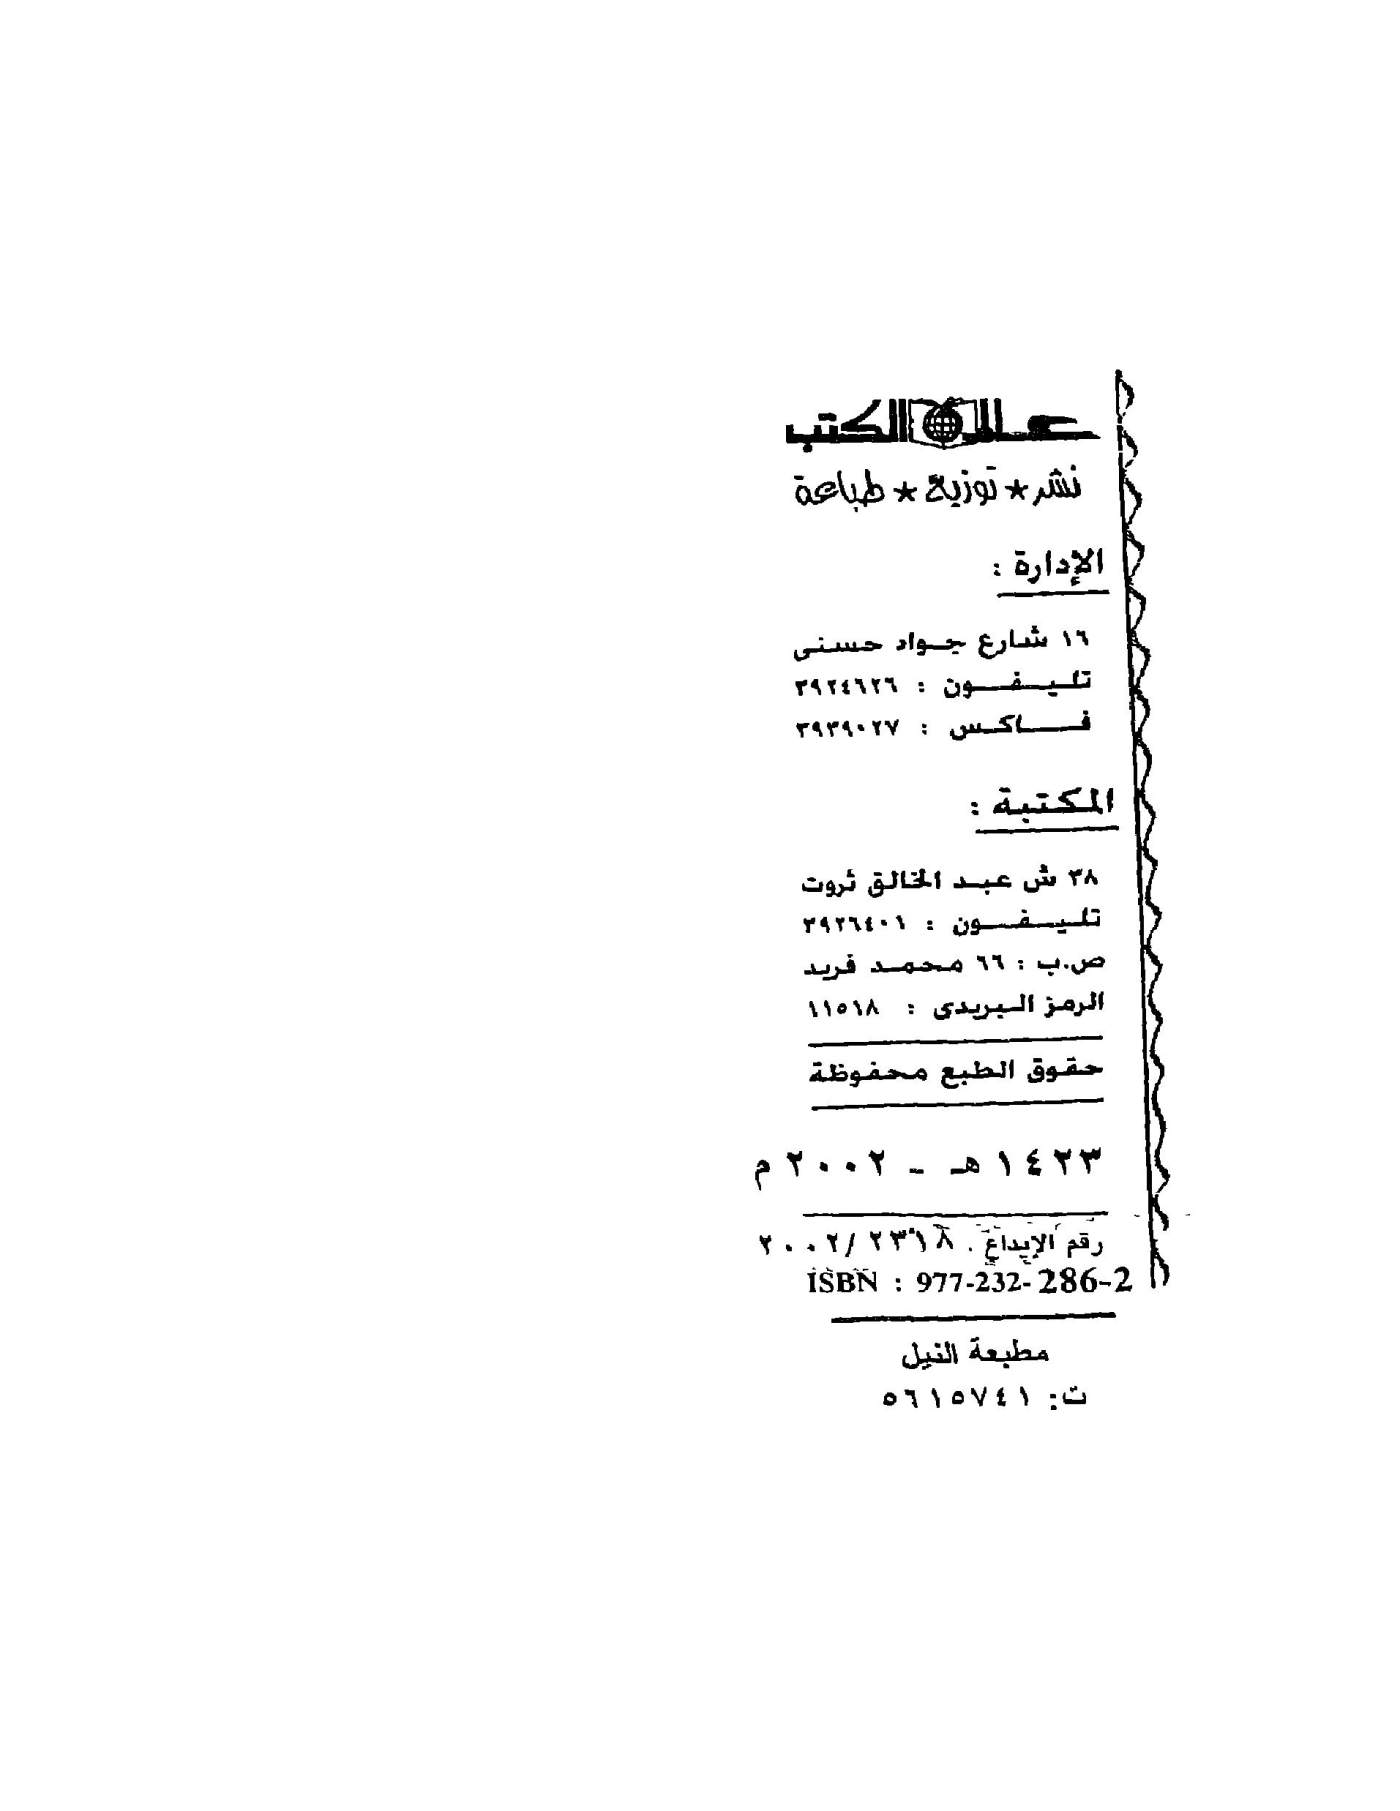 عالم الكتب
نشر ★ توزيع ★ طباعة
الإدارة :
١٦ شارع جواد حسنى
تليفون : ٣٩٢٤٦٢٦
فاكس : ٣٩٣٩٠٢٧
المكتبة :
٣٨ ش عبد الخالق ثروت
تليفون : ٣٩٢٦٤٠١
ص.ب : ٦٦ محمد فريد
الرمز البريدى : ١١٥١٨
حقوق الطبع محفوظة
١٤٢٣ هـ - ٢٠٠٢ م
رقم الإيداع . ٢٣١٨ / ٢٠٠٢
ISBN : 977-232-286-2
مطبعة النيل
ت: ٥٦١٥٧٤١